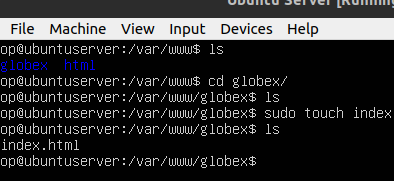 Ubuntu Server [Running
File Machine View Input Devices Help
op@ubuntuserver:/var/www$ ls
globex html
op@ubuntuserver:/var/www$ cd globex/
op@ubuntuserver:/var/www/globex$ ls
op@ubuntuserver:/var/www/globex$ sudo touch index
op@ubuntuserver:/var/www/globex$ ls
index.html
op@ubuntuserver:/var/www/globex$